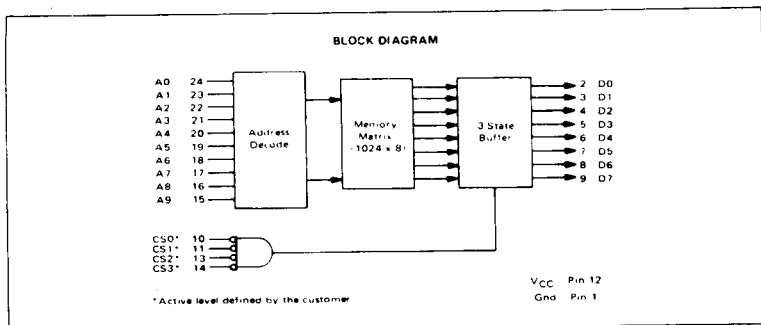 BLOCK DIAGRAM
A0 24
A1 23
A2 22
A3 21
A4 20
A5 19
A6 18
A7 17
A8 16
A9 15
Address
Decode
Memory
Matrix
(1024 x 8)
3 State
Buffer
2 D0
3 D1
4 D2
5 D3
6 D4
7 D5
8 D6
9 D7
CS0* 10
CS1* 11
CS2* 13
CS3* 14
*Active level defined by the customer
VCC Pin 12
Gnd Pin 1